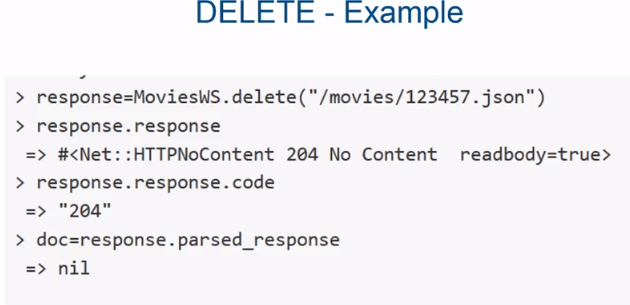 DELETE - Example
> response=MoviesWS.delete("/movies/123457.json")
> response.response
=> #<Net::HTTPNoContent 204 No Content  readbody=true>
> response.response.code
=> "204"
> doc=response.parsed_response
=> nil